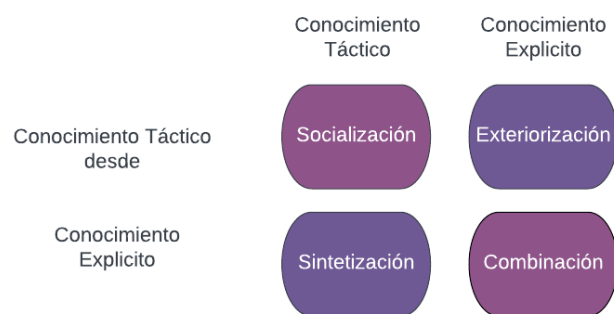 Conocimiento
Táctico
Conocimiento
Explicito
Conocimiento Táctico
desde
Socialización
Exteriorización
Conocimiento
Explicito
Sintetización
Combinación